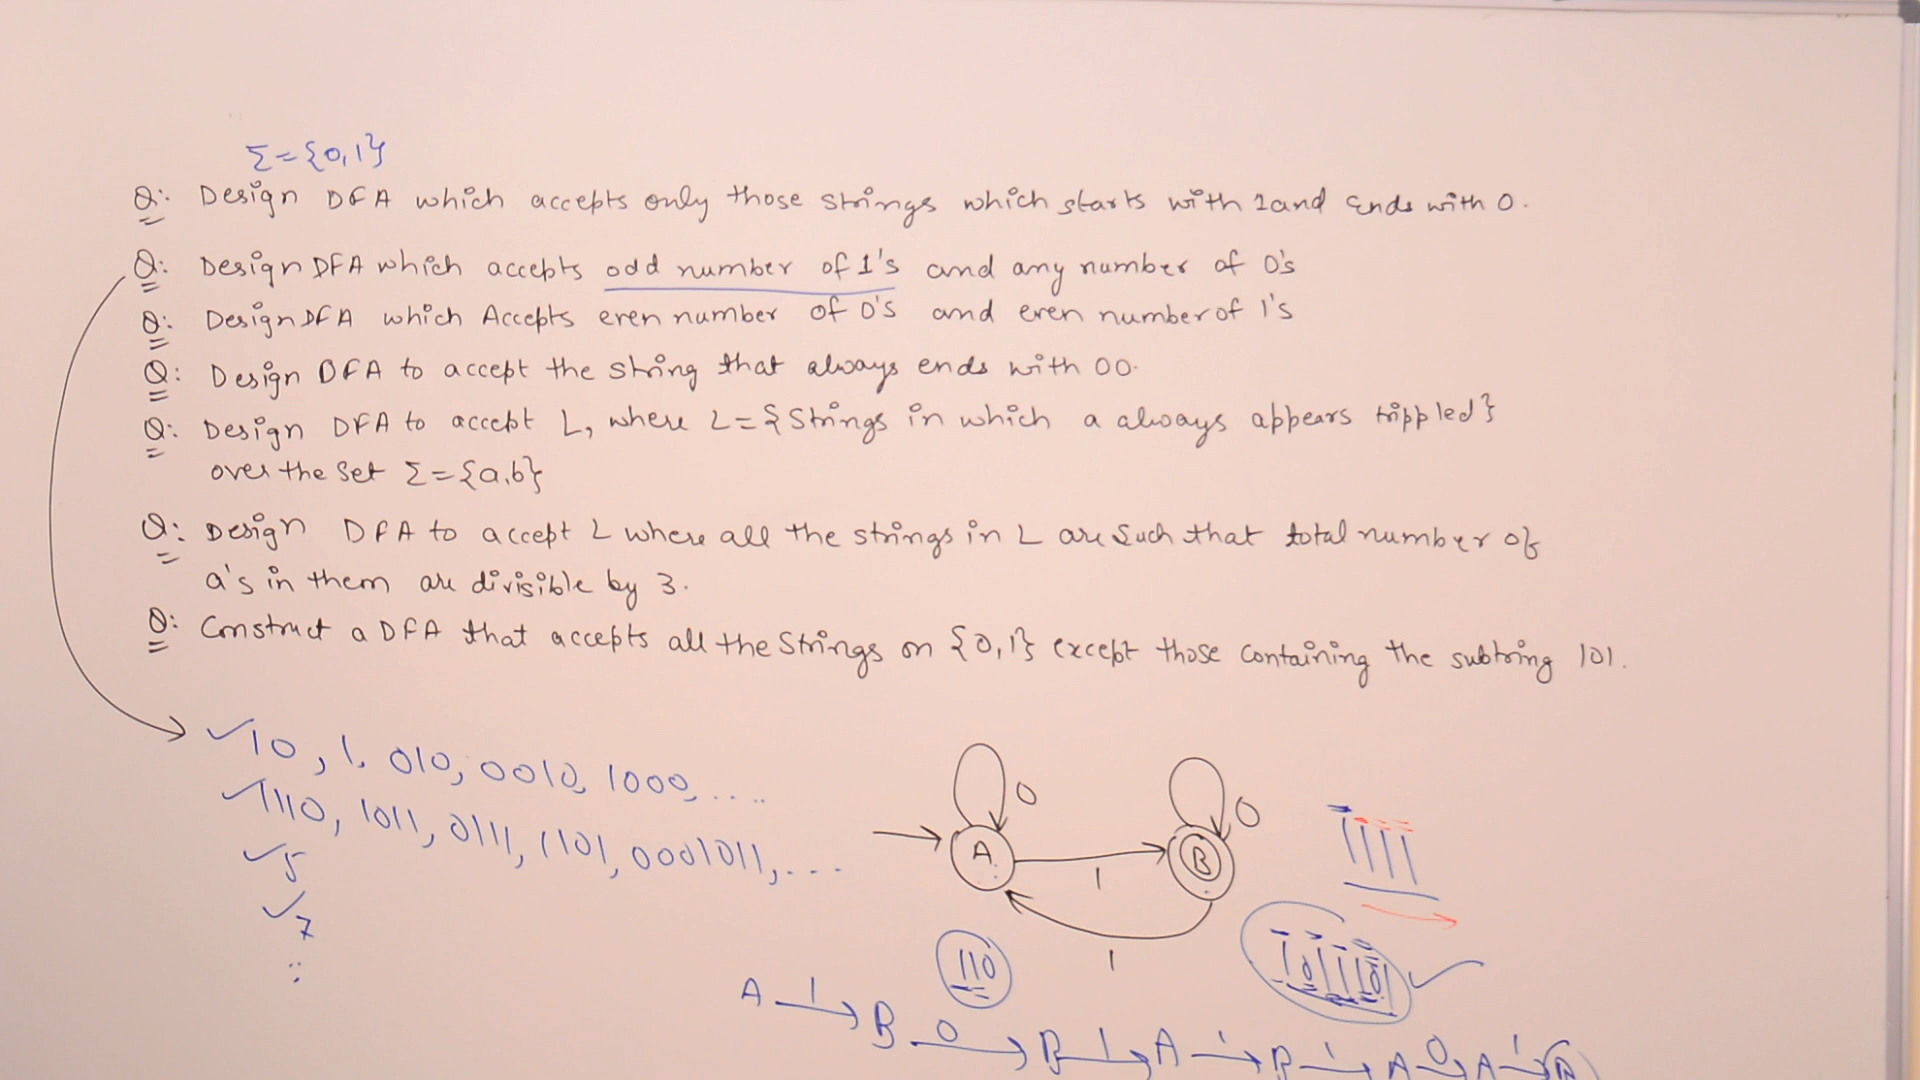 Σ={0,1}
Q: Design DFA which accepts only those strings which starts with 1 and Ends with 0.
Q: Design DFA which accepts odd number of 1's and any number of 0's
Q: Design DFA which Accepts even number of 0's and even number of 1's
Q: Design DFA to accept the string that always ends with 00.
Q: Design DFA to accept L, where L={Strings in which a always appears trippled}
over the Set Σ={a,b}
Q: Design DFA to accept L where all the strings in L are Such that total number of
a's in them are divisible by 3.
Q: Construct a DFA that accepts all the Strings on {0,1} except those containing the substring 101.
✓10, 1, 010, 0010, 1000, ....
✓1110, 1011, 0111, 1101, 0001011, ...
✓5
✓7
:
0
0
A
B
1
1
1111
110
A 1 B 0 B 1 A 1 B 1 A 0 A 1 B